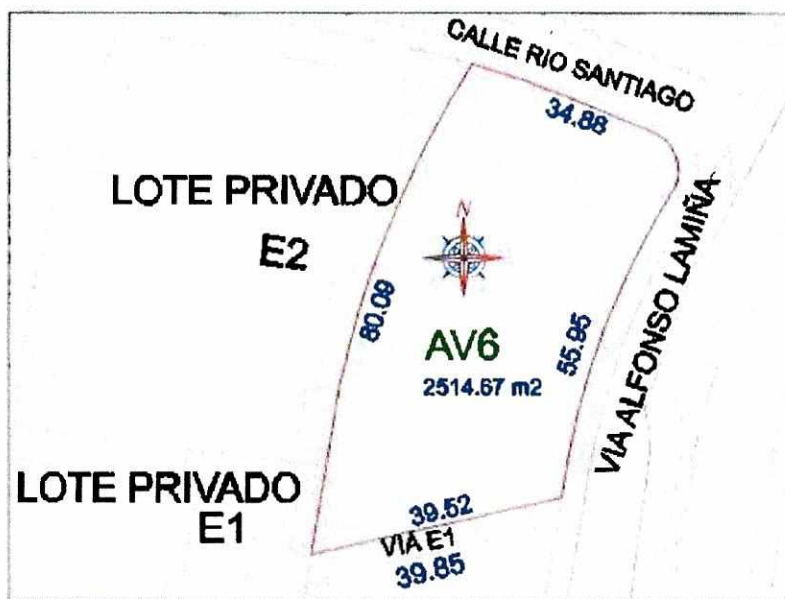 CALLE RIO SANTIAGO
34.88
LOTE PRIVADO
E2
N
80.09
AV6
2514.67 m2
55.95
VIA ALFONSO LAMIÑA
LOTE PRIVADO
E1
39.52
VIA E1
39.85